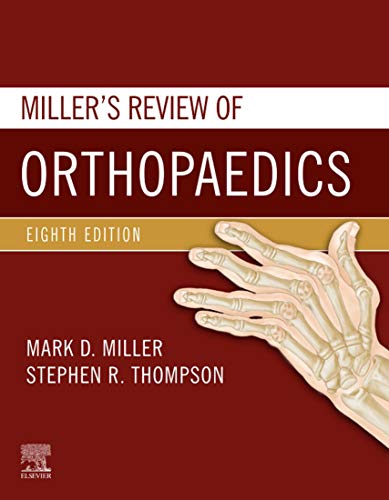 MILLER'S REVIEW OF
ORTHOPAEDICS
EIGHTH EDITION
MARK D. MILLER
STEPHEN R. THOMPSON
ELSEVIER